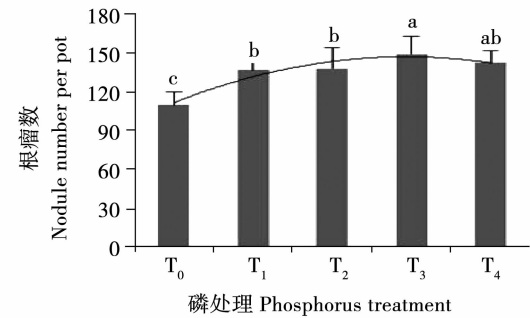 根瘤数
Nodule number per pot
180
150
120
90
60
30
0
c
b
b
a
ab
T0
T1
T2
T3
T4
磷处理 Phosphorus treatment